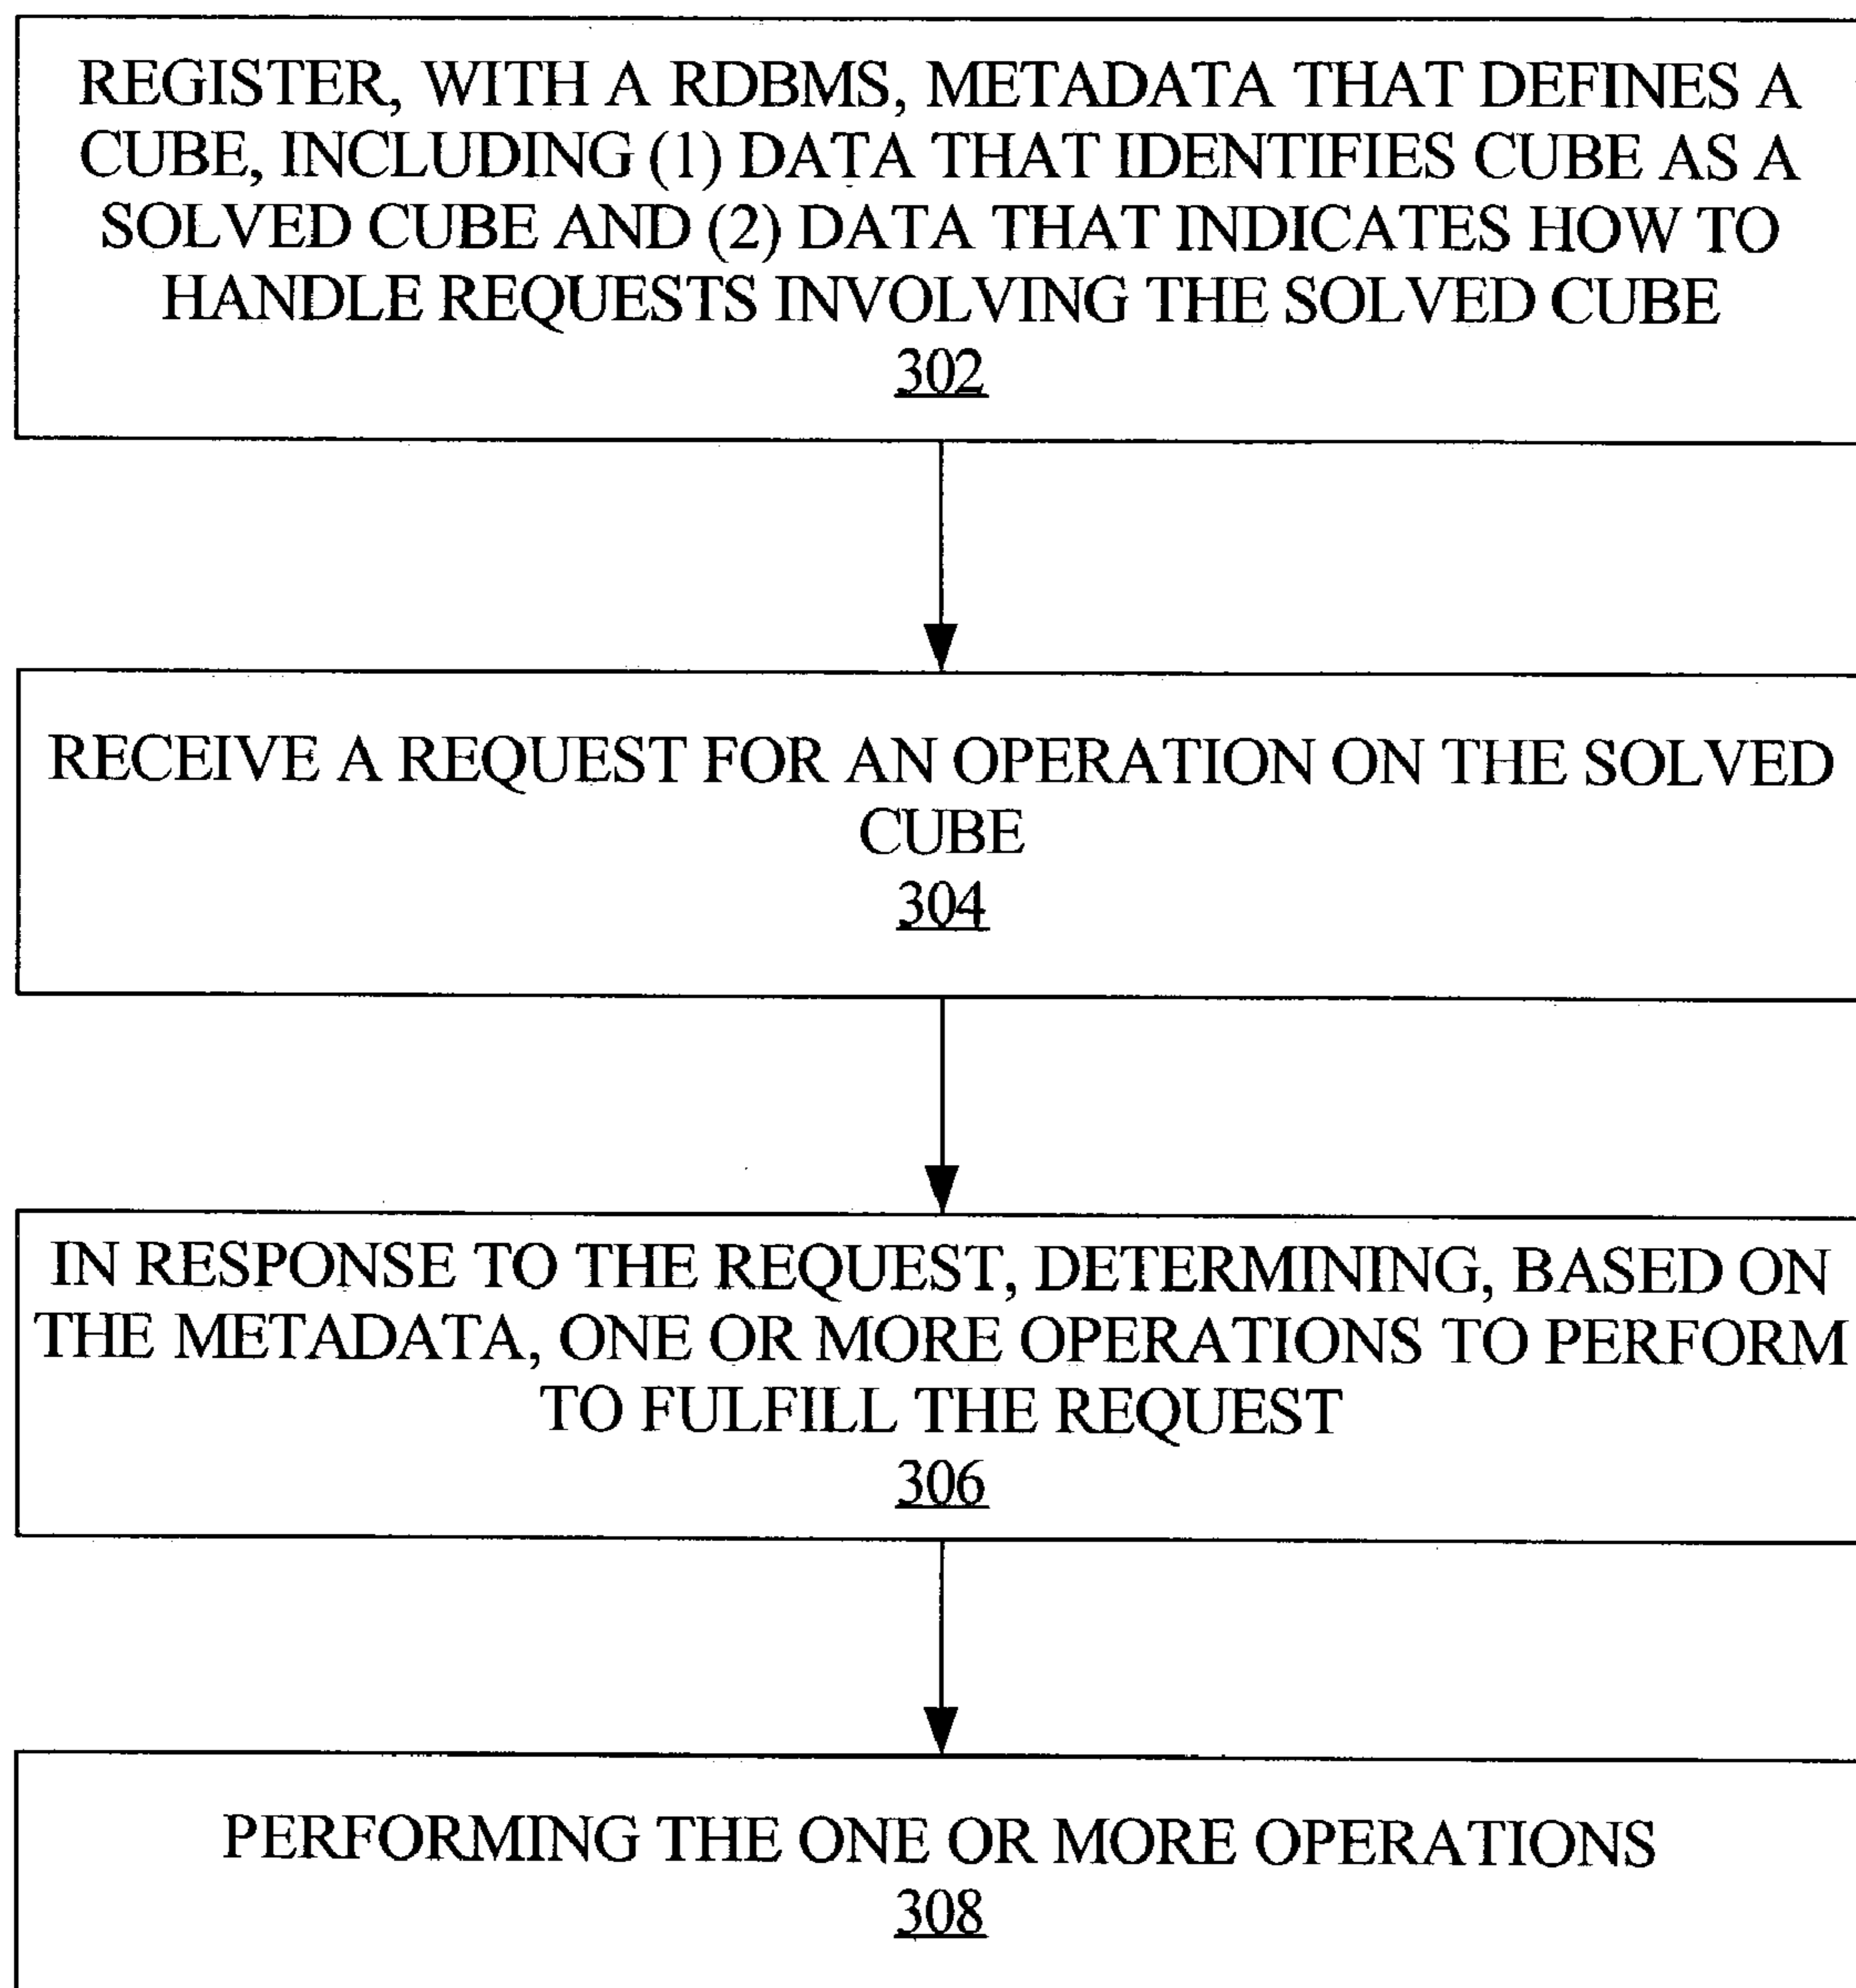 REGISTER, WITH A RDBMS, METADATA THAT DEFINES A
CUBE, INCLUDING (1) DATA THAT IDENTIFIES CUBE AS A
SOLVED CUBE AND (2) DATA THAT INDICATES HOW TO
HANDLE REQUESTS INVOLVING THE SOLVED CUBE
302
RECEIVE A REQUEST FOR AN OPERATION ON THE SOLVED
CUBE
304
IN RESPONSE TO THE REQUEST, DETERMINING, BASED ON
THE METADATA, ONE OR MORE OPERATIONS TO PERFORM
TO FULFILL THE REQUEST
306
PERFORMING THE ONE OR MORE OPERATIONS
308